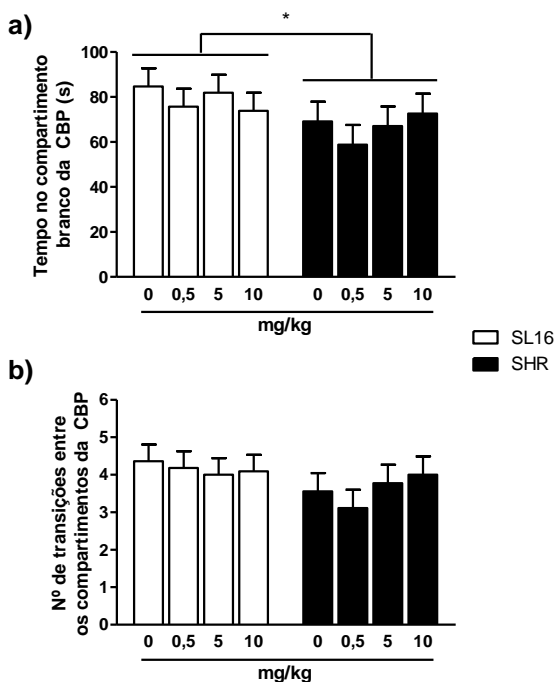 a)
*
Tempo no compartimento
branco da CBP (s)
100
80
60
40
20
0
0 0,5 5 10 0 0,5 5 10
mg/kg
SL16
SHR
b)
Nº de transições entre
os compartimentos da CBP
6
5
4
3
2
1
0
0 0,5 5 10 0 0,5 5 10
mg/kg